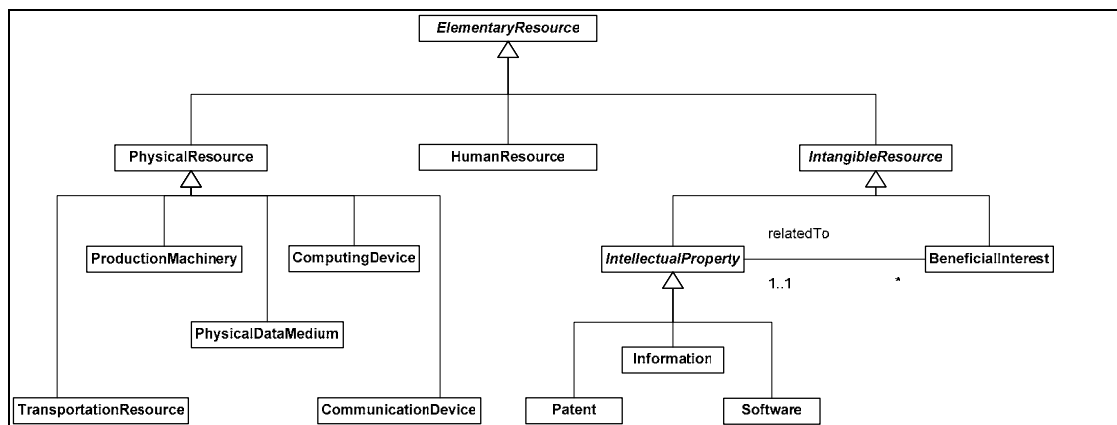 ElementaryResource
PhysicalResource
HumanResource
IntangibleResource
relatedTo
ProductionMachinery
ComputingDevice
IntellectualProperty
BeneficialInterest
1..1
*
PhysicalDataMedium
Information
TransportationResource
CommunicationDevice
Patent
Software